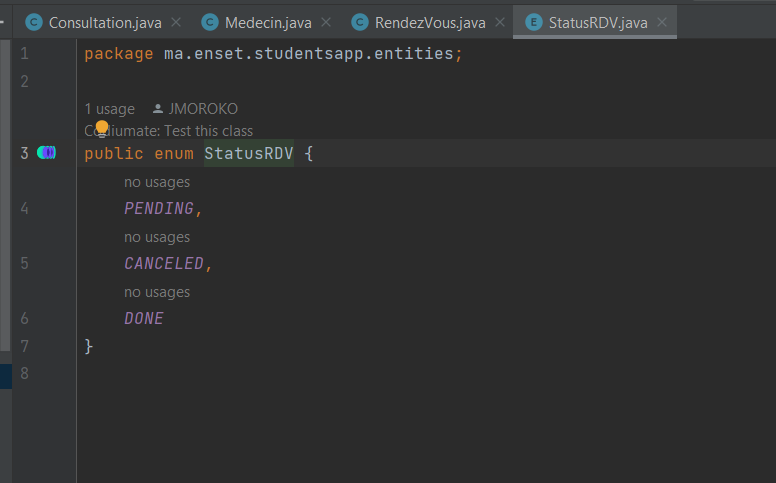 Consultation.java Medecin.java RendezVous.java StatusRDV.java
1 package ma.enset.studentsapp.entities;
2
1 usage JMOROKO
Codiumate: Test this class
3 public enum StatusRDV {
no usages
4 PENDING,
no usages
5 CANCELED,
no usages
6 DONE
7 }
8